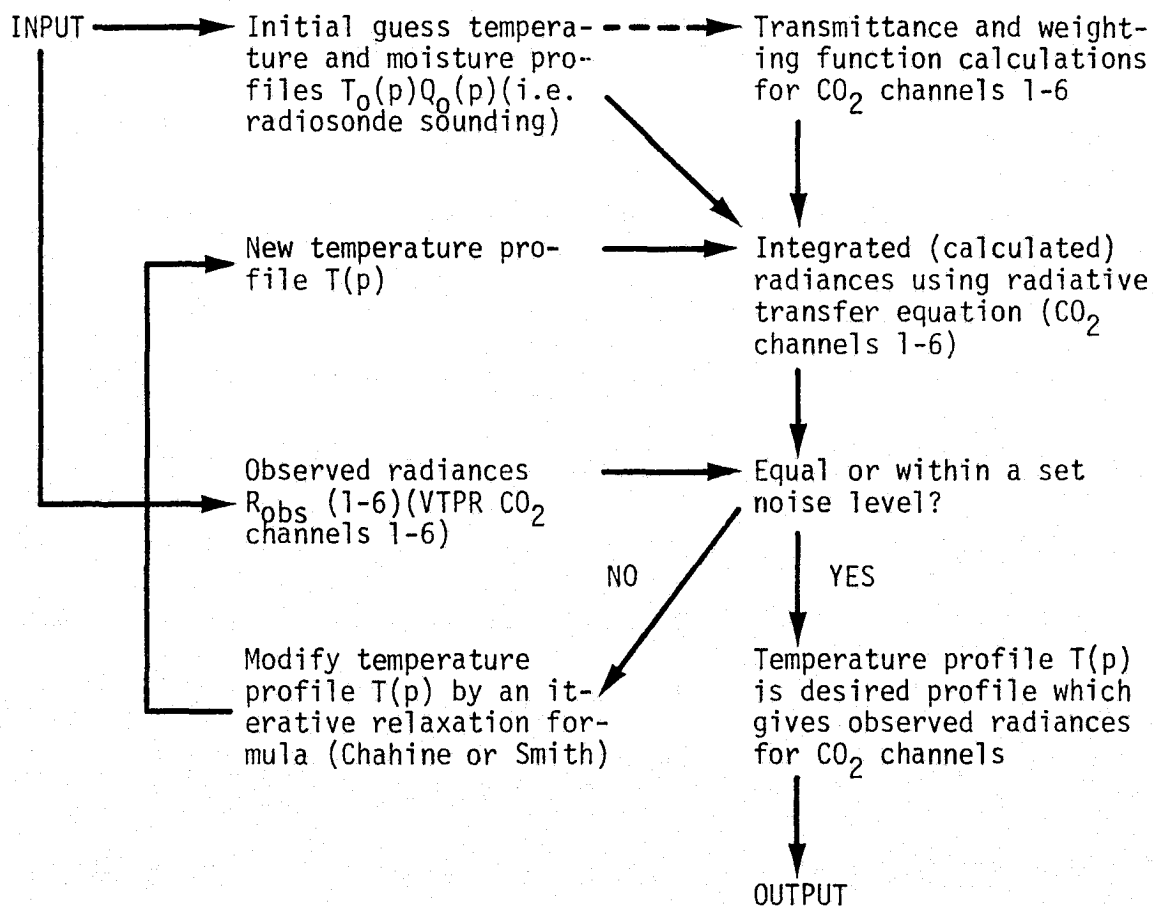 INPUT
Initial guess tempera-
ture and moisture pro-
files T_o(p)Q_o(p)(i.e.
radiosonde sounding)
Transmittance and weight-
ing function calculations
for CO₂ channels 1-6
New temperature pro-
file T(p)
Integrated (calculated)
radiances using radiative
transfer equation (CO₂
channels 1-6)
Observed radiances
R_obs (1-6)(VTPR CO₂
channels 1-6)
Equal or within a set
noise level?
NO
YES
Modify temperature
profile T(p) by an it-
erative relaxation for-
mula (Chahine or Smith)
Temperature profile T(p)
is desired profile which
gives observed radiances
for CO₂ channels
OUTPUT